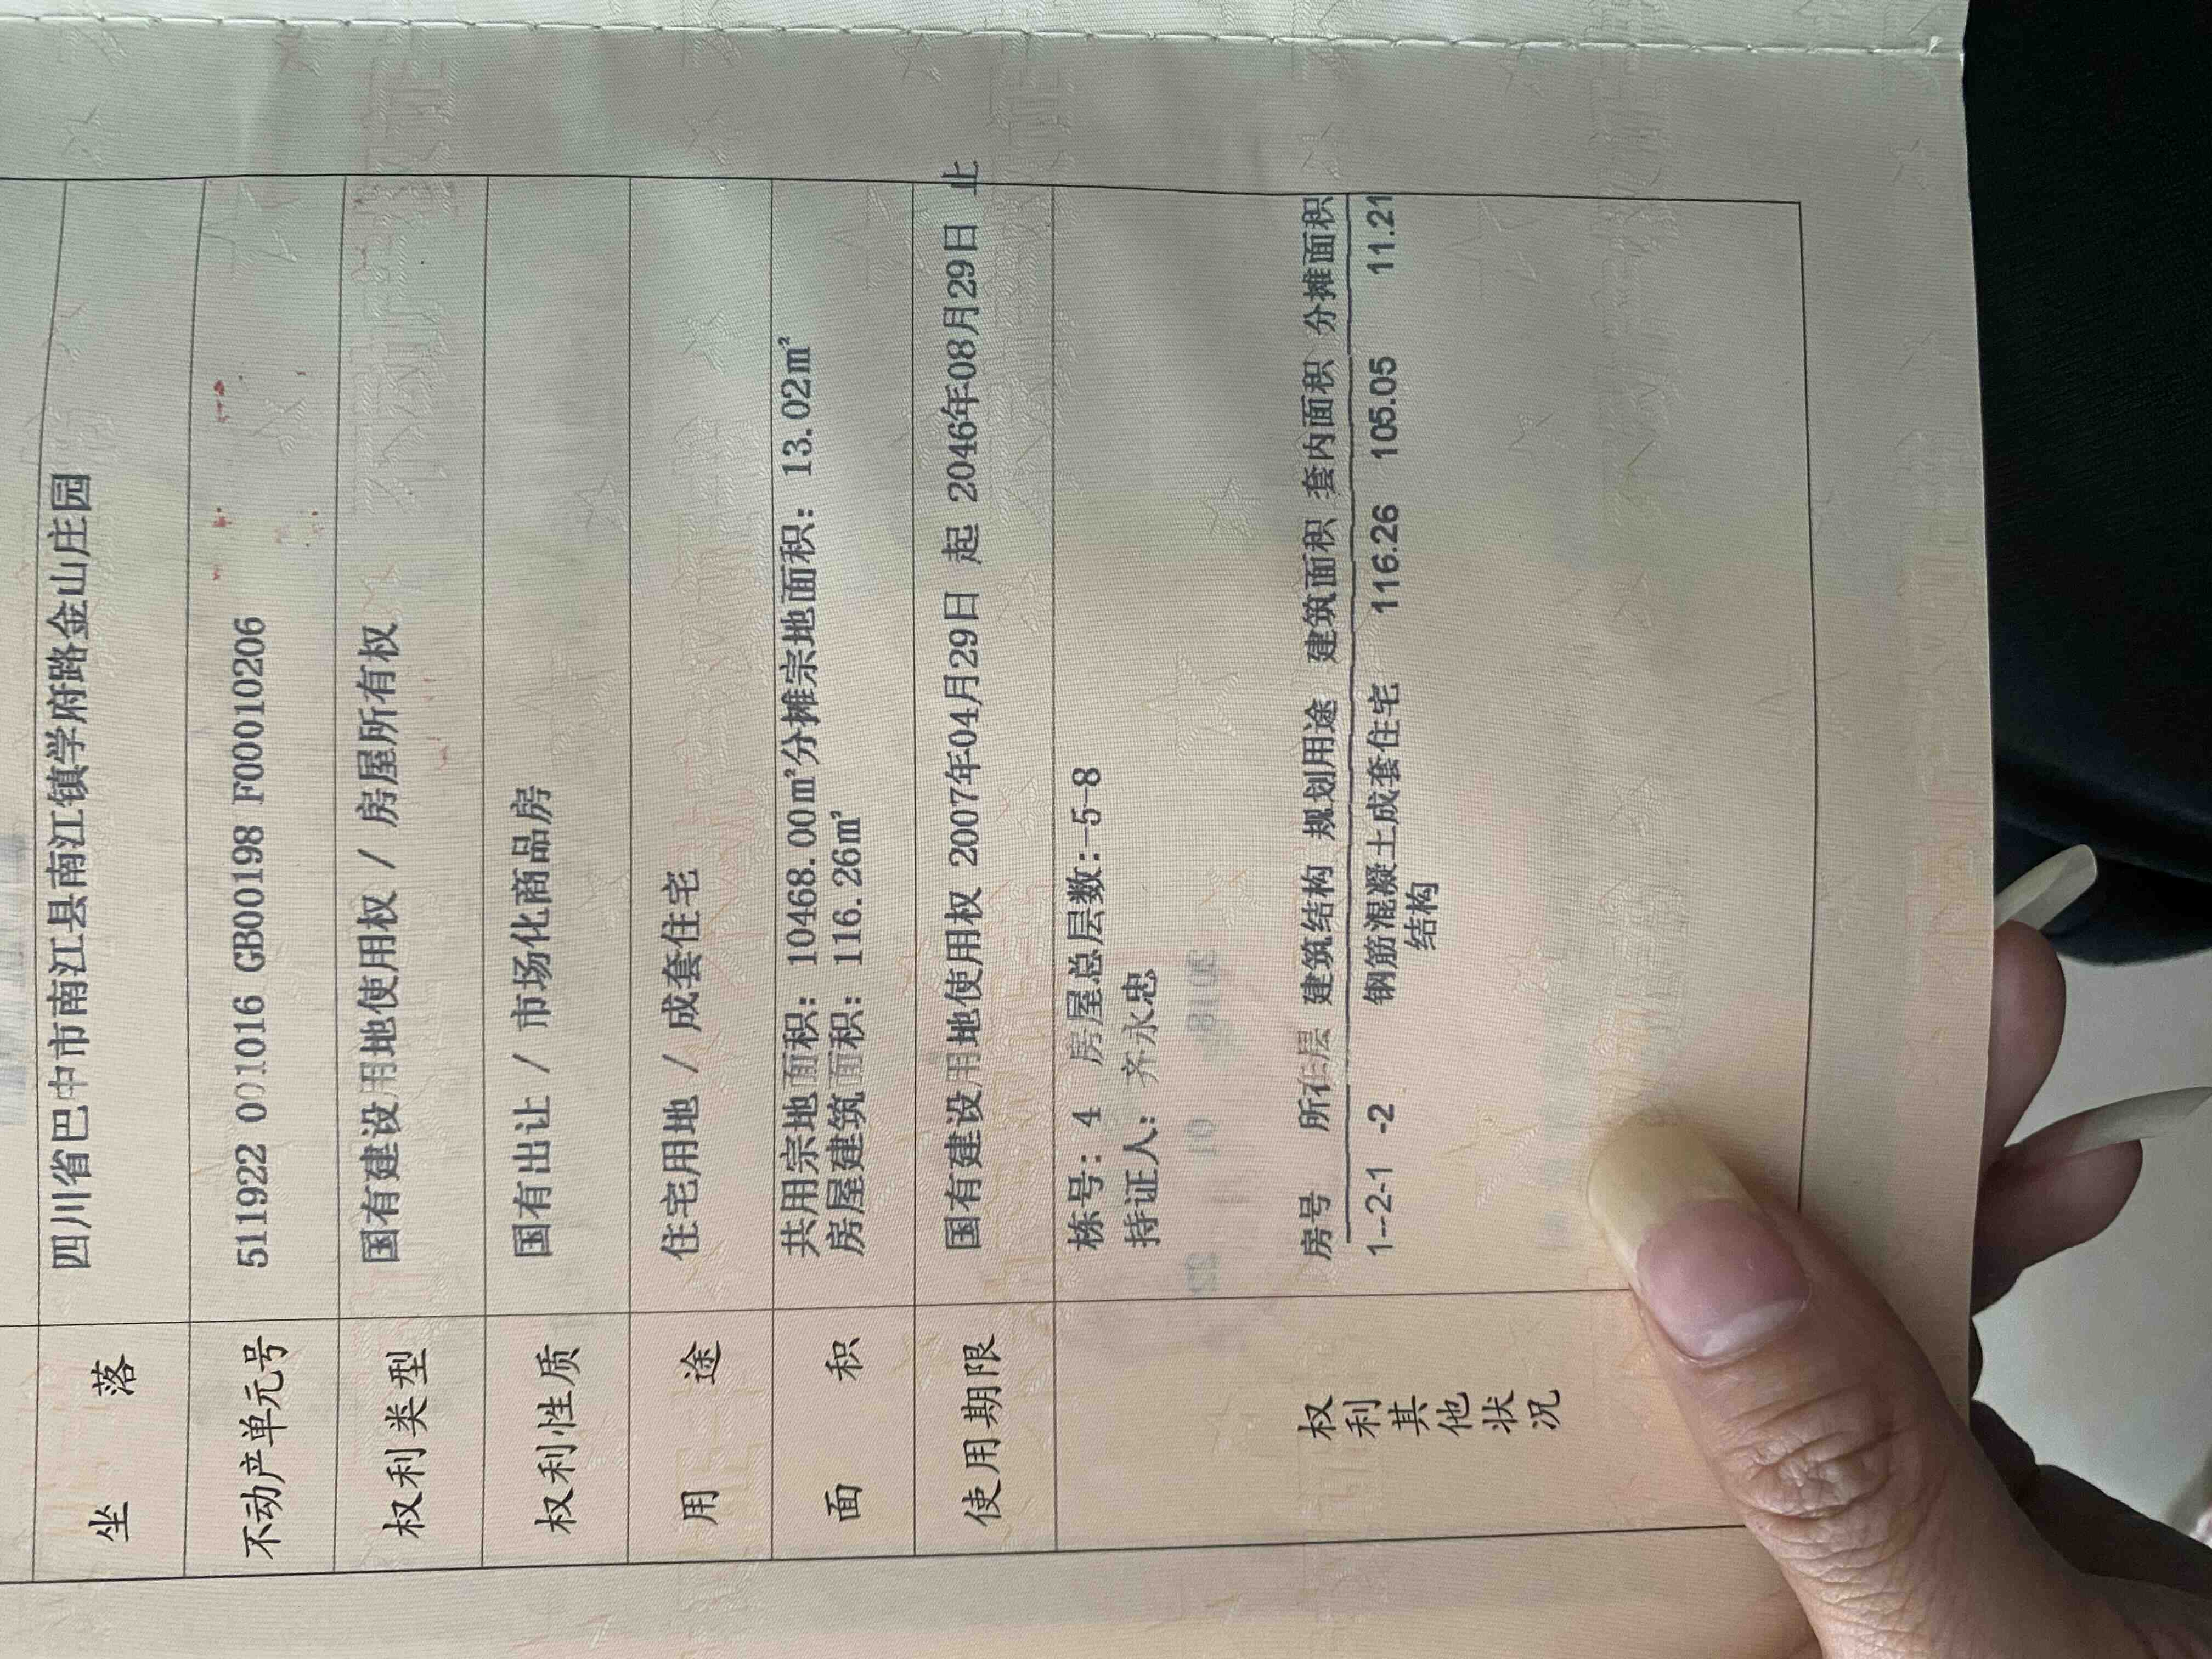 坐 落 四川省巴中市南江县南江镇学府路金山庄园
不动产单元号 511922 001016 GB00198 F00010206
权利类型 国有建设用地使用权 / 房屋所有权
权利性质 国有出让 / 市场化商品房
用 途 住宅用地 / 成套住宅
面 积 共用宗地面积: 10468.00㎡分摊宗地面积: 13.02㎡
房屋建筑面积: 116.26㎡
使用期限 国有建设用地使用权 2007年04月29日 起 2046年08月29日 止
权利其他状况
栋号: 4 房屋总层数:-5-8
持证人: 齐永忠
房号 所在层 建筑结构 规划用途 建筑面积 套内面积 分摊面积
1--2-1 -2 钢筋混凝土成套住宅 116.26 105.05 11.21
结构